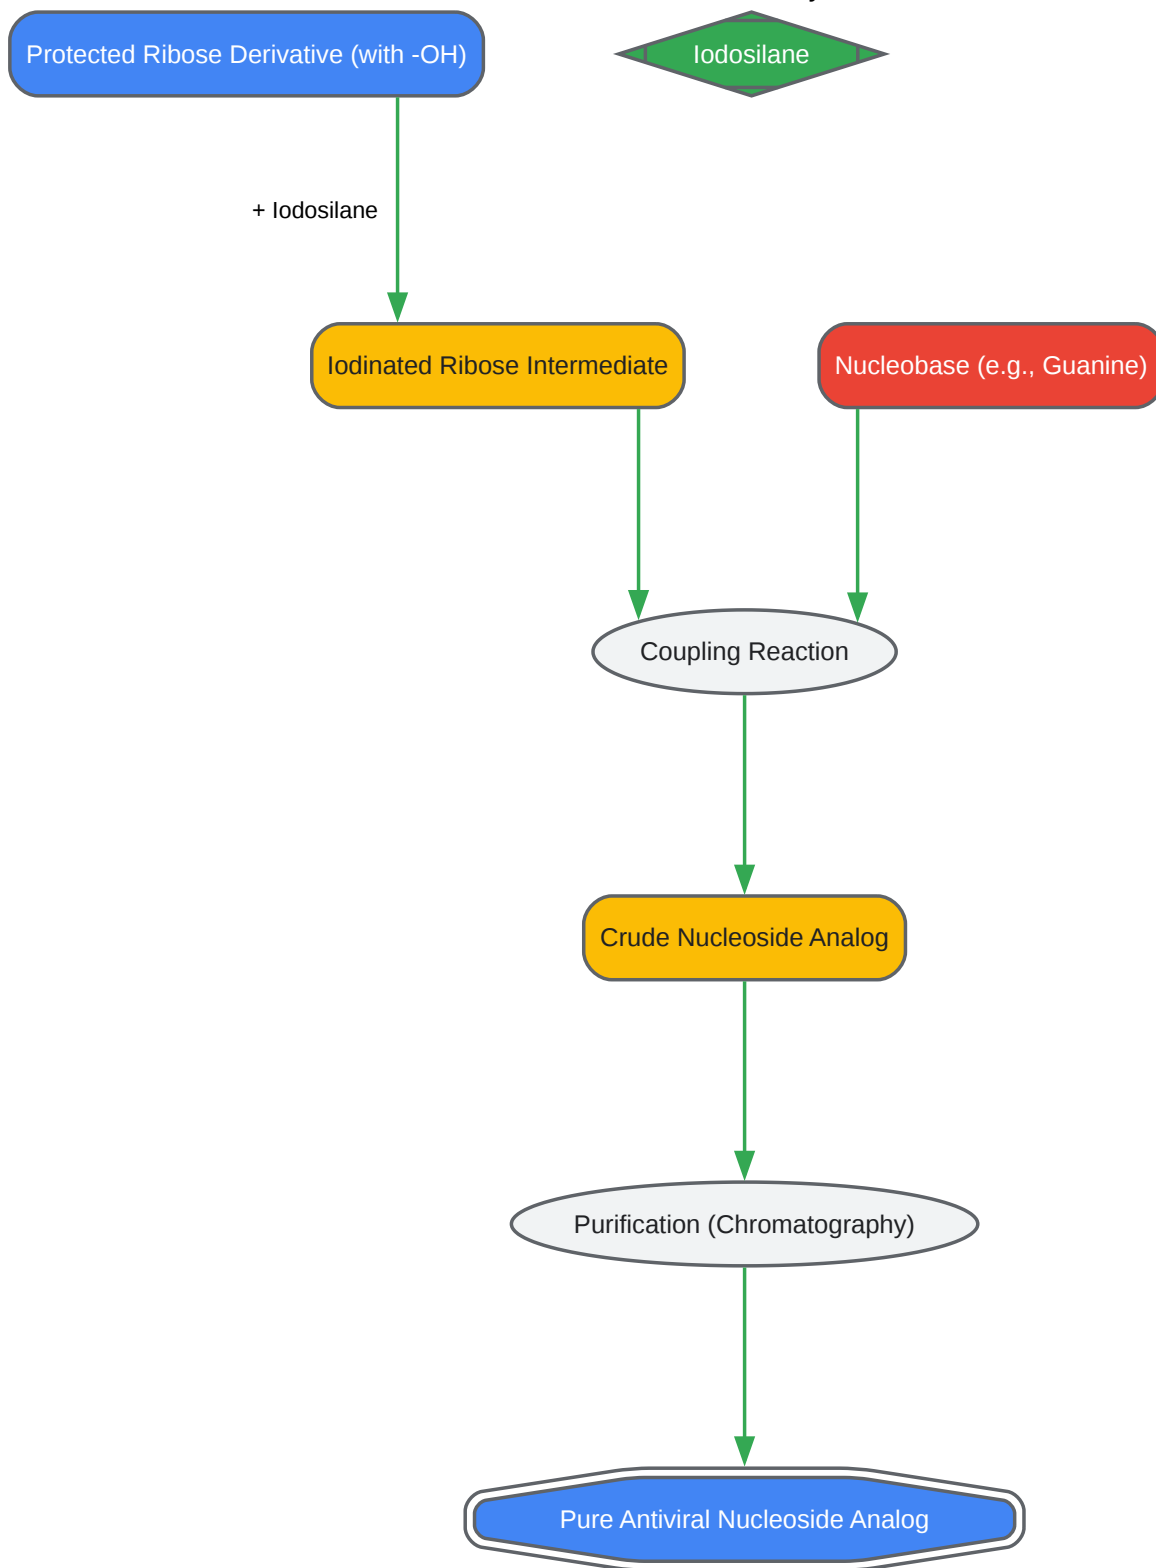 Protected Ribose Derivative (with -OH)
Iodosilane
+ Iodosilane
Iodinated Ribose Intermediate
Nucleobase (e.g., Guanine)
Coupling Reaction
Crude Nucleoside Analog
Purification (Chromatography)
Pure Antiviral Nucleoside Analog